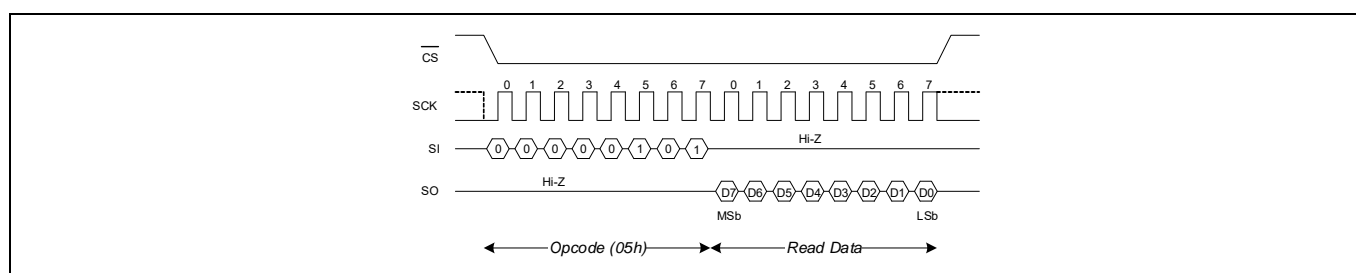 CS
0 1 2 3 4 5 6 7 0 1 2 3 4 5 6 7
SCK
Hi-Z
SI 0 0 0 0 0 1 0 1
Hi-Z
SO D7 D6 D5 D4 D3 D2 D1 D0
MSb LSb
Opcode (05h) Read Data